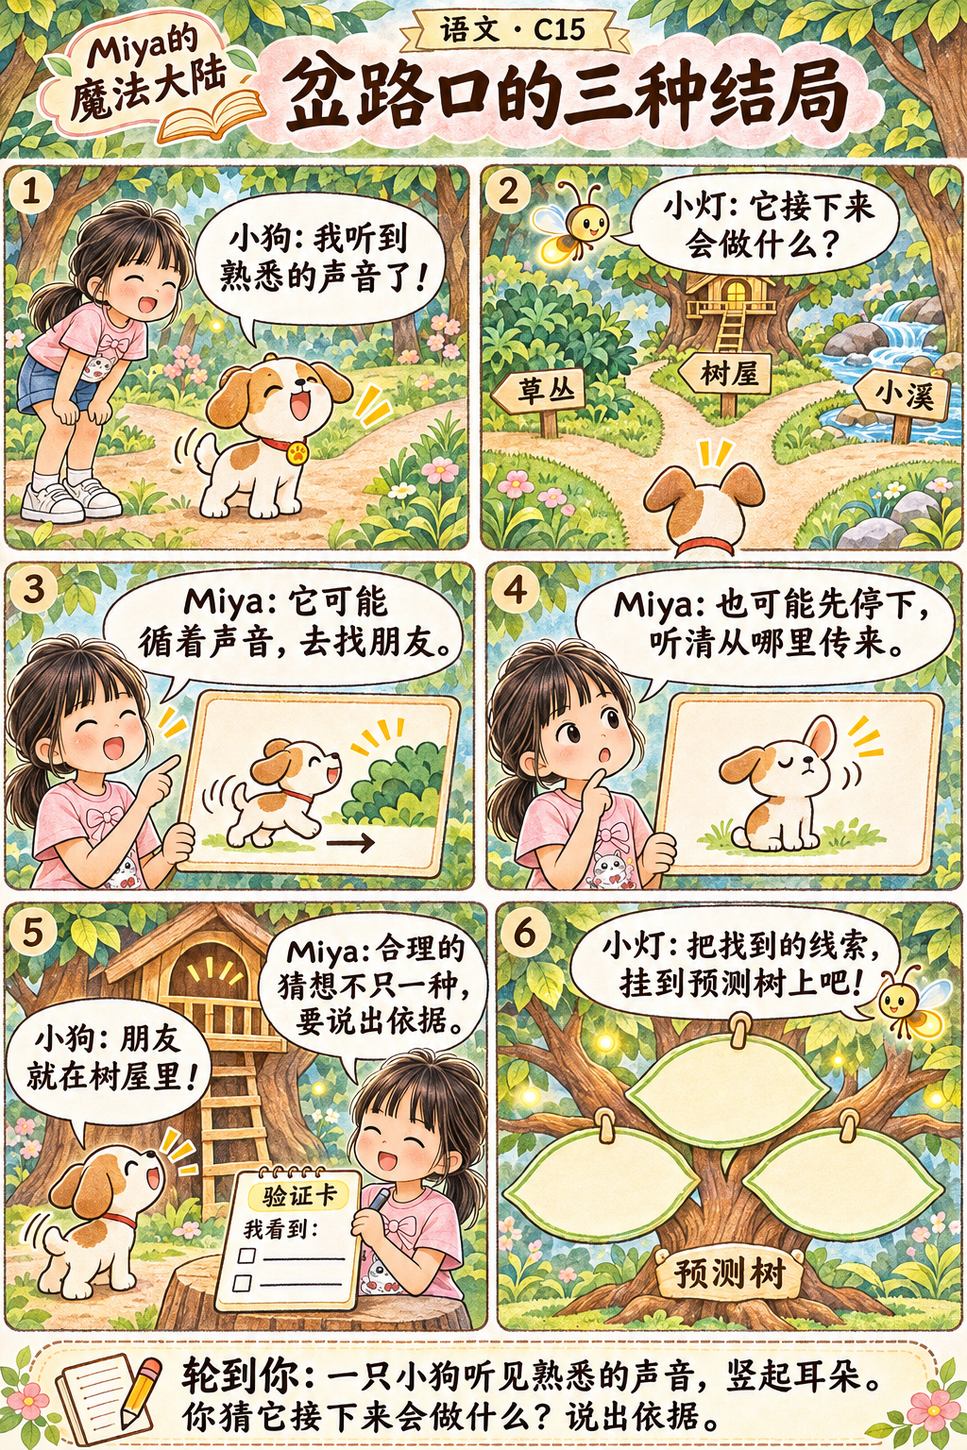 Miya的
魔法大陆
语文·C15
岔路口的三种结局
1
小狗：我听到
熟悉的声音了！
2
小灯：它接下来
会做什么？
草丛
树屋
小溪
3
Miya：它可能
循着声音，去找朋友。
4
Miya：也可能先停下，
听清从哪里传来。
5
Miya：合理的
猜想不只一种，
要说出依据。
小狗：朋友
就在树屋里！
验证卡
我看到：
6
小灯：把找到的线索，
挂到预测树上吧！
预测树
轮到你：一只小狗听见熟悉的声音，竖起耳朵。
你猜它接下来会做什么？说出依据。